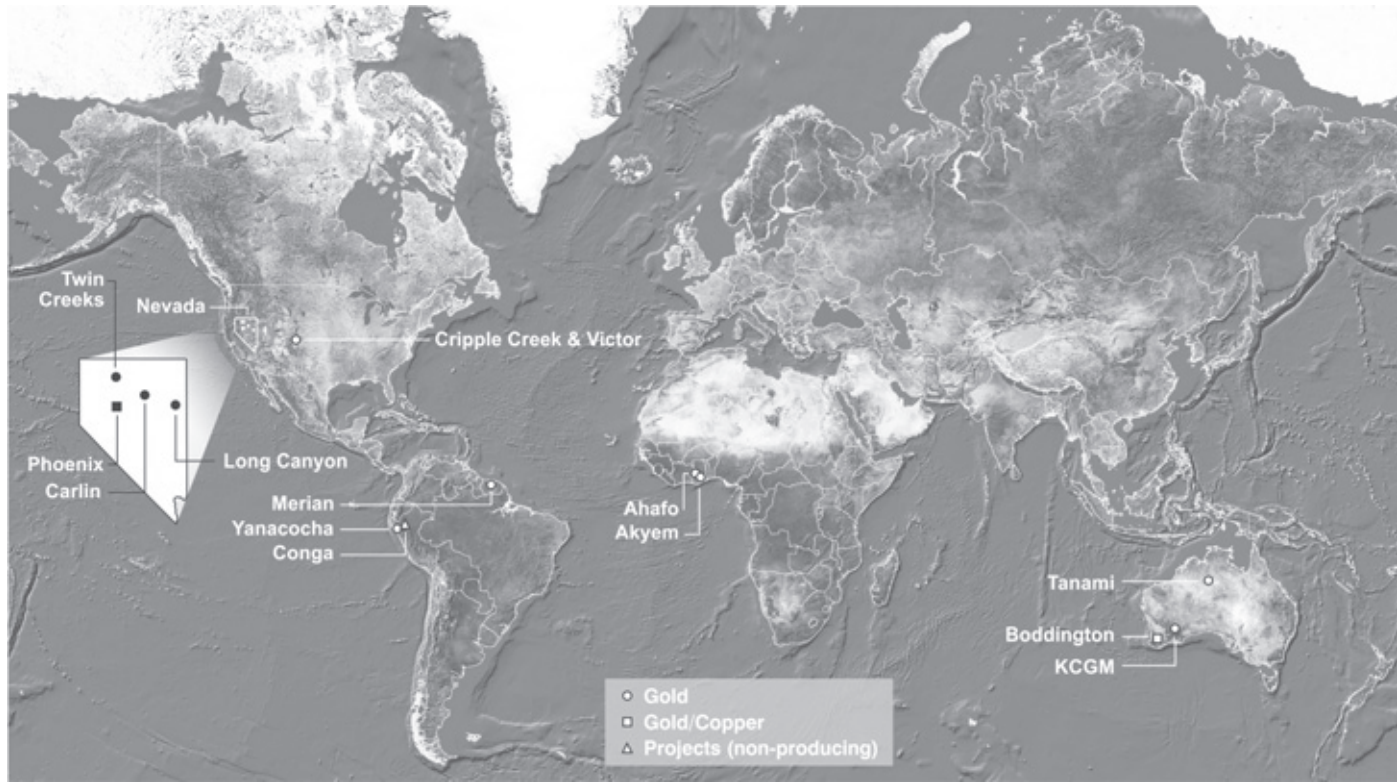 Twin
Creeks
Nevada
Cripple Creek & Victor
Phoenix
Long Canyon
Carlin
Merian
Yanacocha
Conga
Ahafo
Akyem
Tanami
Boddington
KCGM
Gold
Gold/Copper
Projects (non-producing)